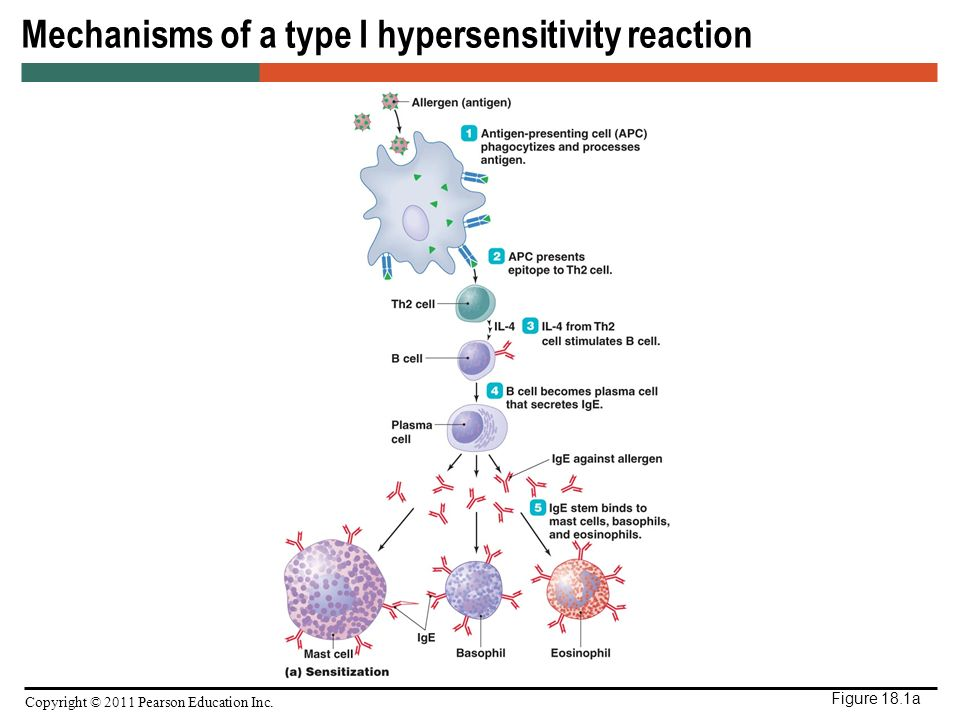 Mechanisms of a type I hypersensitivity reaction
Allergen (antigen)
1 Antigen-presenting cell (APC)
phagocytizes and processes
antigen.
2 APC presents
epitope to Th2 cell.
Th2 cell
IL-4
3 IL-4 from Th2
cell stimulates B cell.
B cell
4 B cell becomes plasma cell
that secretes IgE.
Plasma
cell
IgE against allergen
5 IgE stem binds to
mast cells, basophils,
and eosinophils.
IgE
Mast cell
Basophil
Eosinophil
(a) Sensitization
Copyright © 2011 Pearson Education Inc.
Figure 18.1a